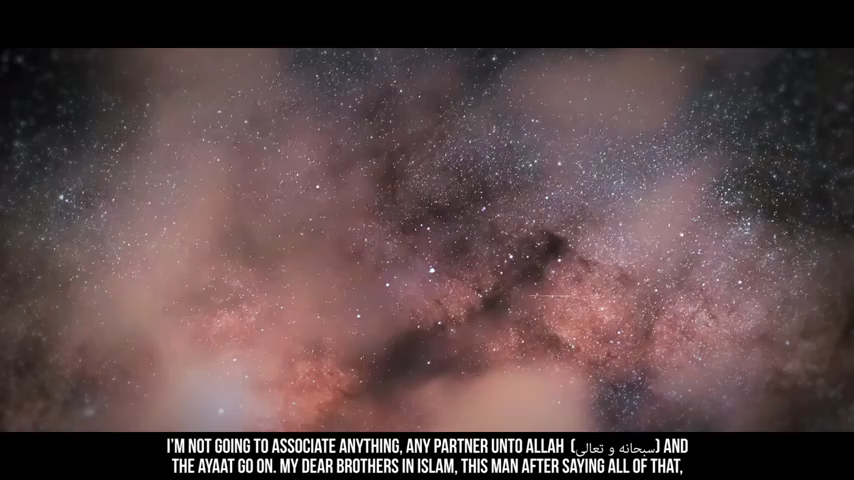 I'M NOT GOING TO ASSOCIATE ANYTHING, ANY PARTNER UNTO ALLAH (سبحانه و تعالى) AND
THE AYAAT GO ON. MY DEAR BROTHERS IN ISLAM, THIS MAN AFTER SAYING ALL OF THAT,